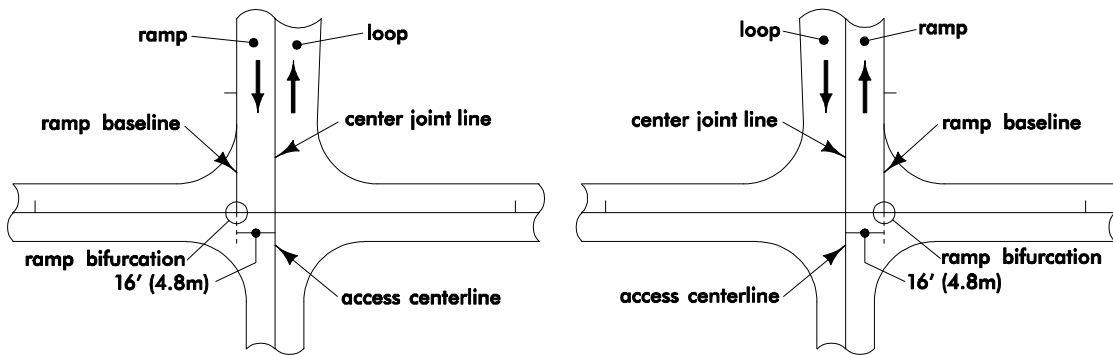 ramp
loop
ramp baseline
center joint line
ramp bifurcation
16' (4.8m)
access centerline
loop
ramp
center joint line
ramp baseline
ramp bifurcation
16' (4.8m)
access centerline